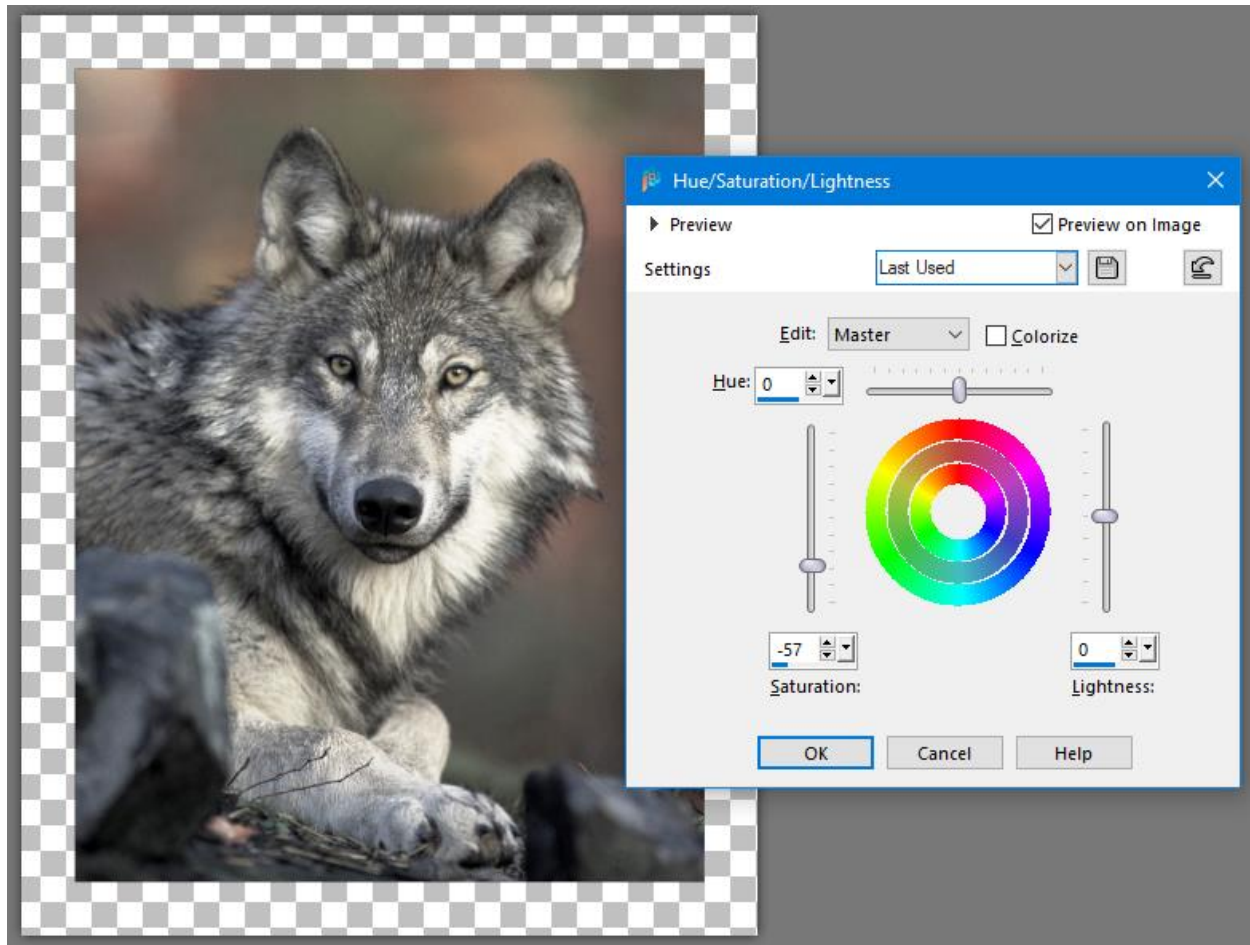 Hue/Saturation/Lightness
Preview
Preview on Image
Settings
Last Used
Edit: Master
Colorize
Hue: 0
-57
0
Saturation:
Lightness:
OK
Cancel
Help